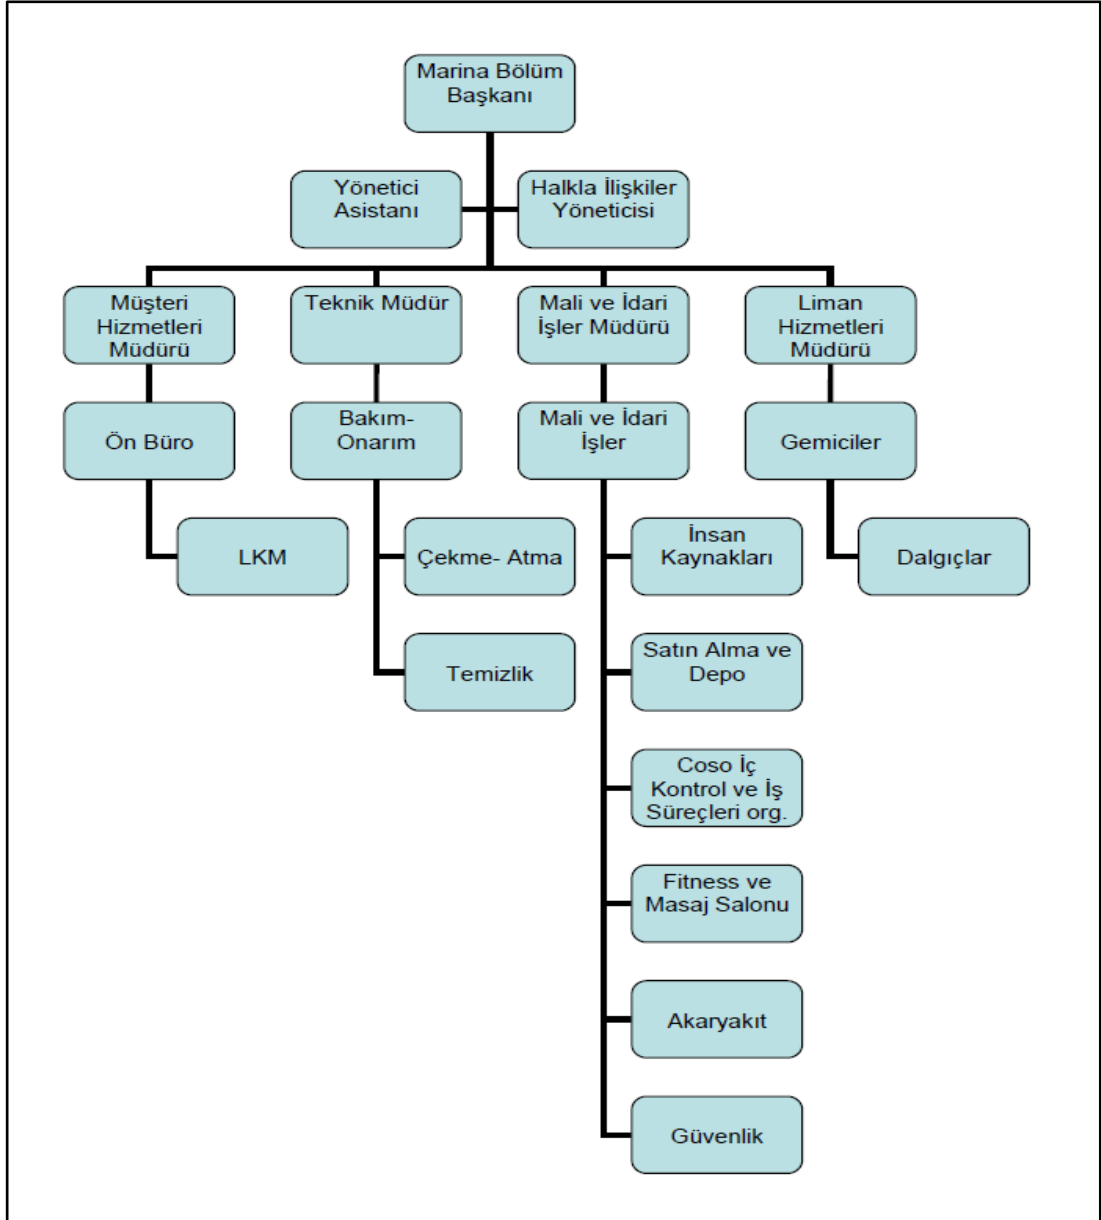 Marina Bölüm
Başkanı
Yönetici
Asistanı
Halkla İlişkiler
Yöneticisi
Müşteri
Hizmetleri
Müdürü
Teknik Müdür
Mali ve İdari
İşler Müdürü
Liman
Hizmetleri
Müdürü
Ön Büro
Bakım-
Onarım
Mali ve İdari
İşler
Gemiciler
LKM
Çekme- Atma
İnsan
Kaynakları
Dalgıçlar
Temizlik
Satın Alma ve
Depo
Coso İç
Kontrol ve İş
Süreçleri org.
Fitness ve
Masaj Salonu
Akaryakıt
Güvenlik